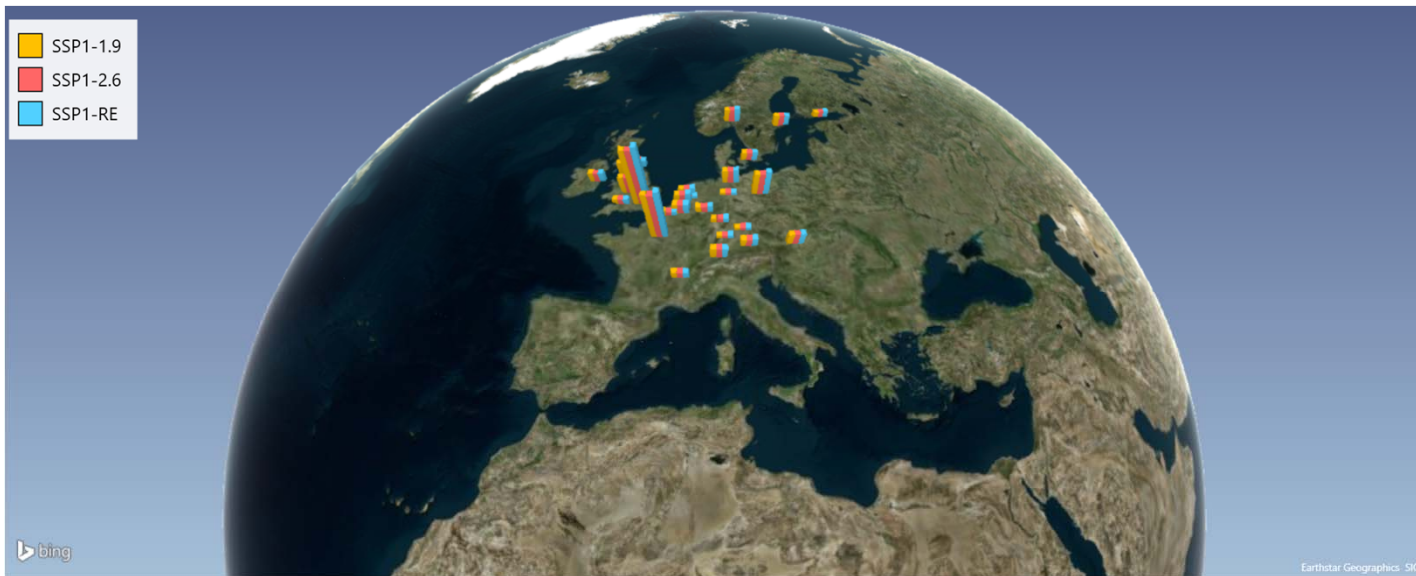 SSP1-1.9
SSP1-2.6
SSP1-RE
bing
Earthstar Geographics